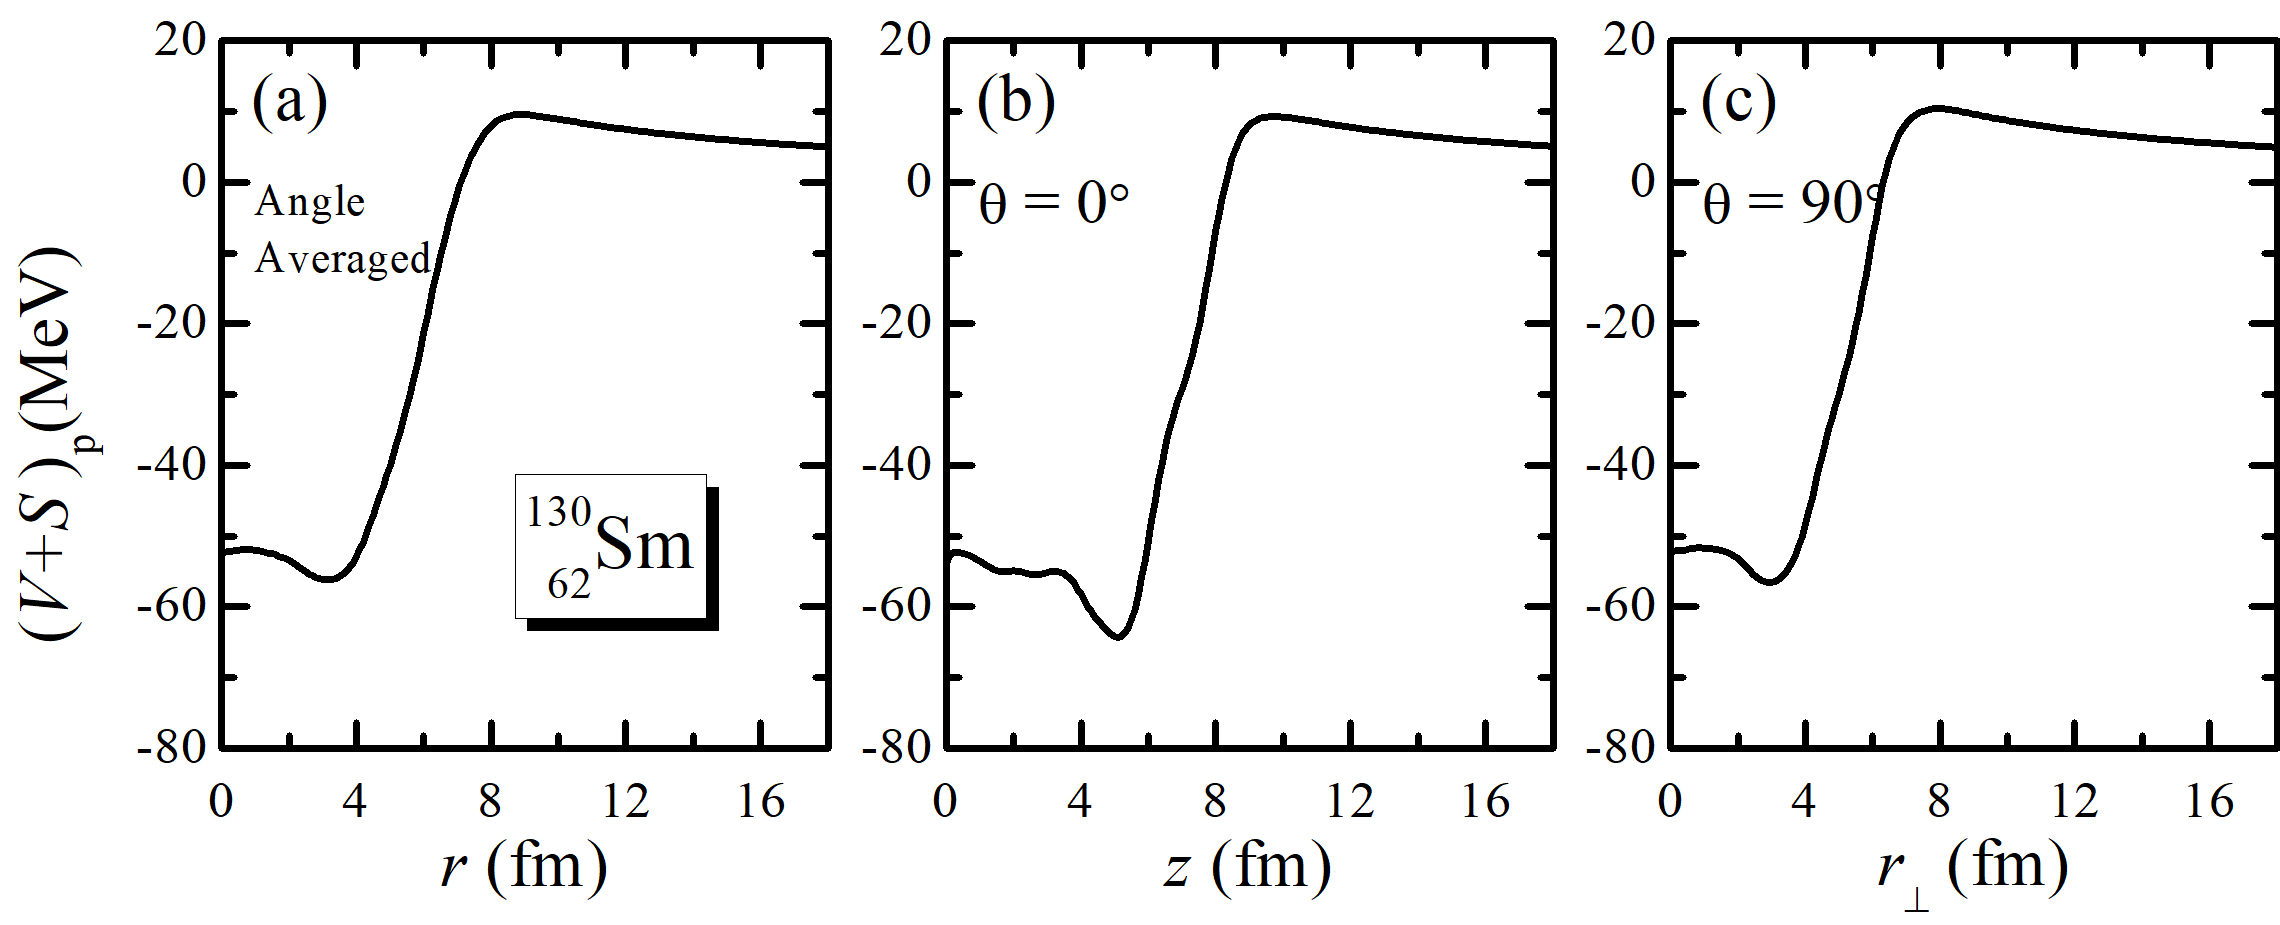 (V+S)p (MeV)
20
0
-20
-40
-60
-80
(a)
Angle
Averaged
130
62Sm
0 4 8 12 16
r (fm)
20
0
-20
-40
-60
-80
(b)
θ = 0°
0 4 8 12 16
z (fm)
20
0
-20
-40
-60
-80
(c)
θ = 90°
0 4 8 12 16
r⊥ (fm)